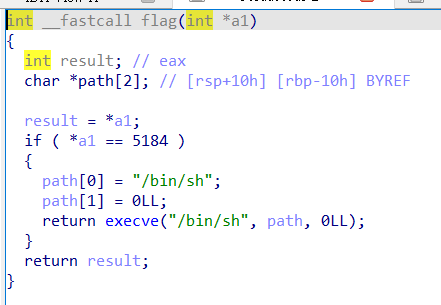 int __fastcall flag(int *a1)
{
  int result; // eax
  char *path[2]; // [rsp+10h] [rbp-10h] BYREF

  result = *a1;
  if ( *a1 == 5184 )
  {
    path[0] = "/bin/sh";
    path[1] = 0LL;
    return execve("/bin/sh", path, 0LL);
  }
  return result;
}